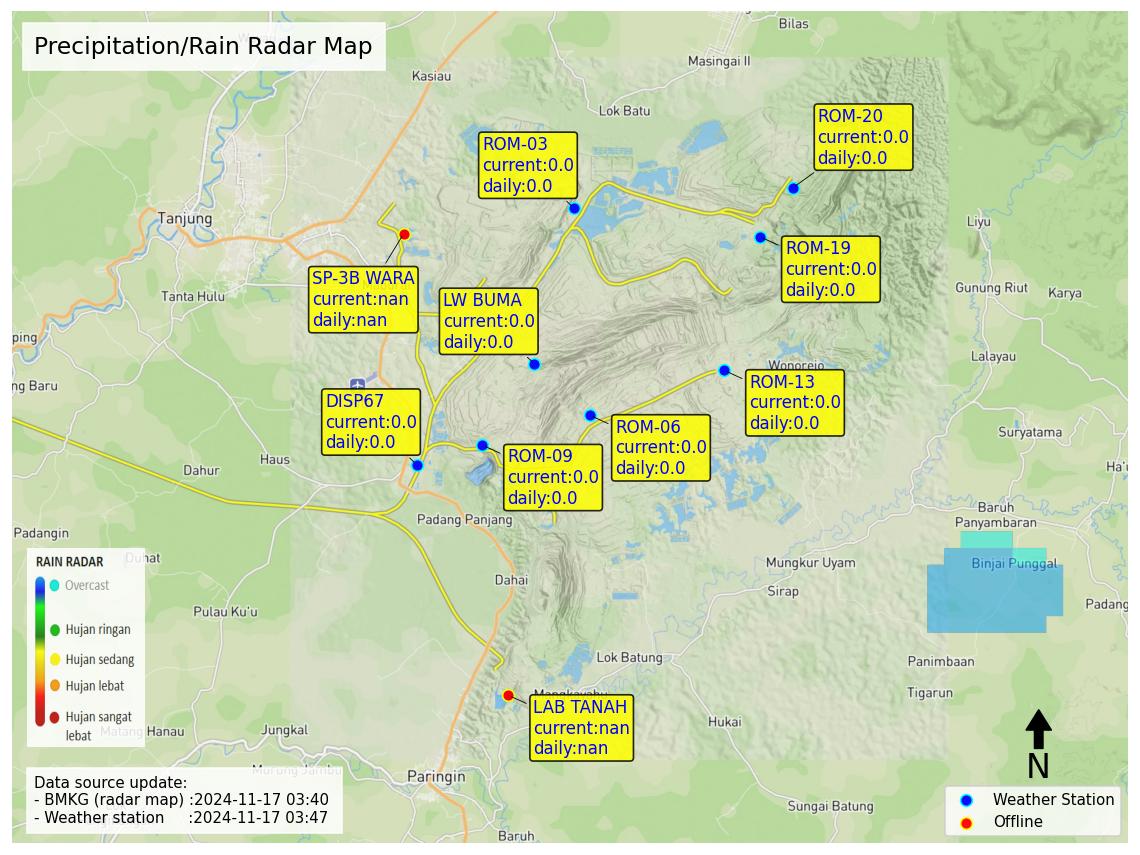 Precipitation/Rain Radar Map
Bilas
Masingai II
Kasiau
Lok Batu
ROM-20
current:0.0
daily:0.0
ROM-03
current:0.0
daily:0.0
Tanjung
Liyu
ROM-19
current:0.0
daily:0.0
SP-3B WARA
current:nan
daily:nan
Tanta Hulu
LW BUMA
current:0.0
daily:0.0
Gunung Riut
Karya
ping
Lalayau
Wonorejo
ng Baru
ROM-13
current:0.0
daily:0.0
DISP67
current:0.0
daily:0.0
ROM-06
current:0.0
daily:0.0
Suryatama
ROM-09
current:0.0
daily:0.0
Haus
Dahur
Ha'u
Baruh
Panyambaran
Padang Panjang
Padangin
RAIN RADAR
Overcast
Hujan ringan
Hujan sedang
Hujan lebat
Hujan sangat
lebat
Duhat
Binjai Punggal
Mungkur Uyam
Dahai
Sirap
Padang
Pulau Ku'u
Lok Batung
Panimbaan
Tigarun
Mangkayahu
LAB TANAH
current:nan
daily:nan
Hukai
Matang Hanau
Jungkal
Murung Jambu
N
Data source update:
- BMKG (radar map) :2024-11-17 03:40
- Weather station :2024-11-17 03:47
Paringin
Sungai Batung
Baruh
Weather Station
Offline